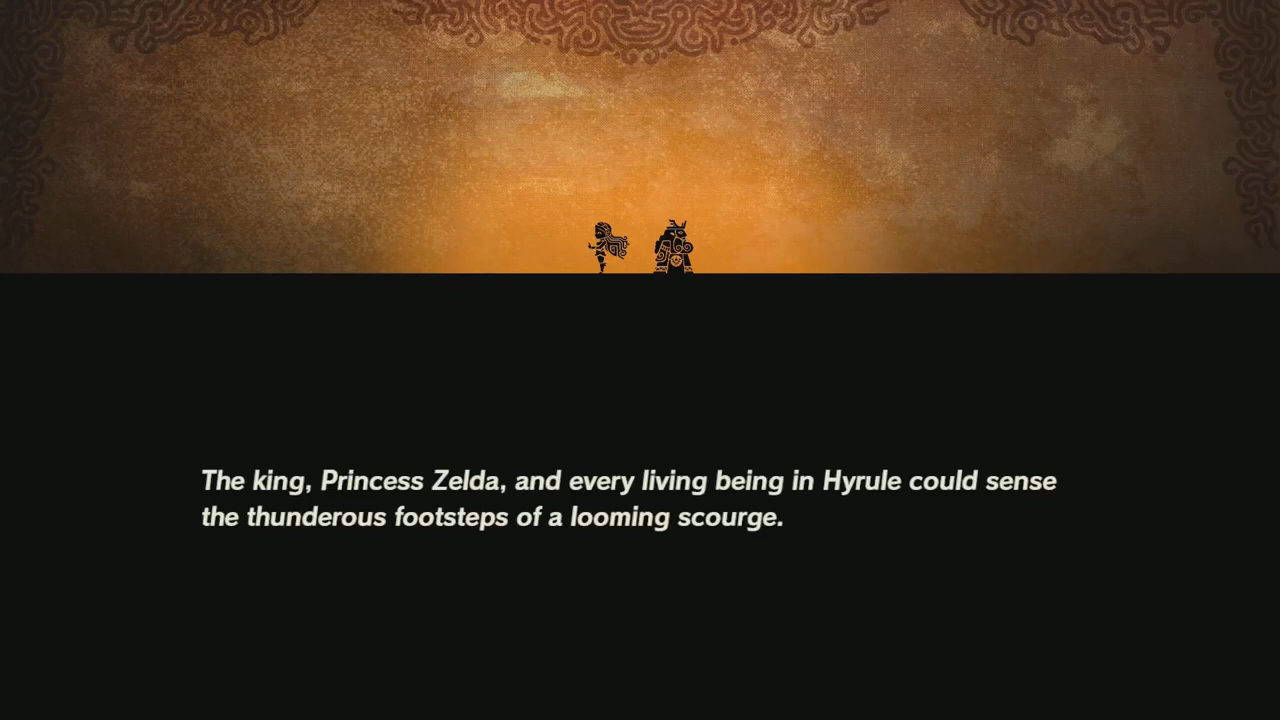 The king, Princess Zelda, and every living being in Hyrule could sense
the thunderous footsteps of a looming scourge.